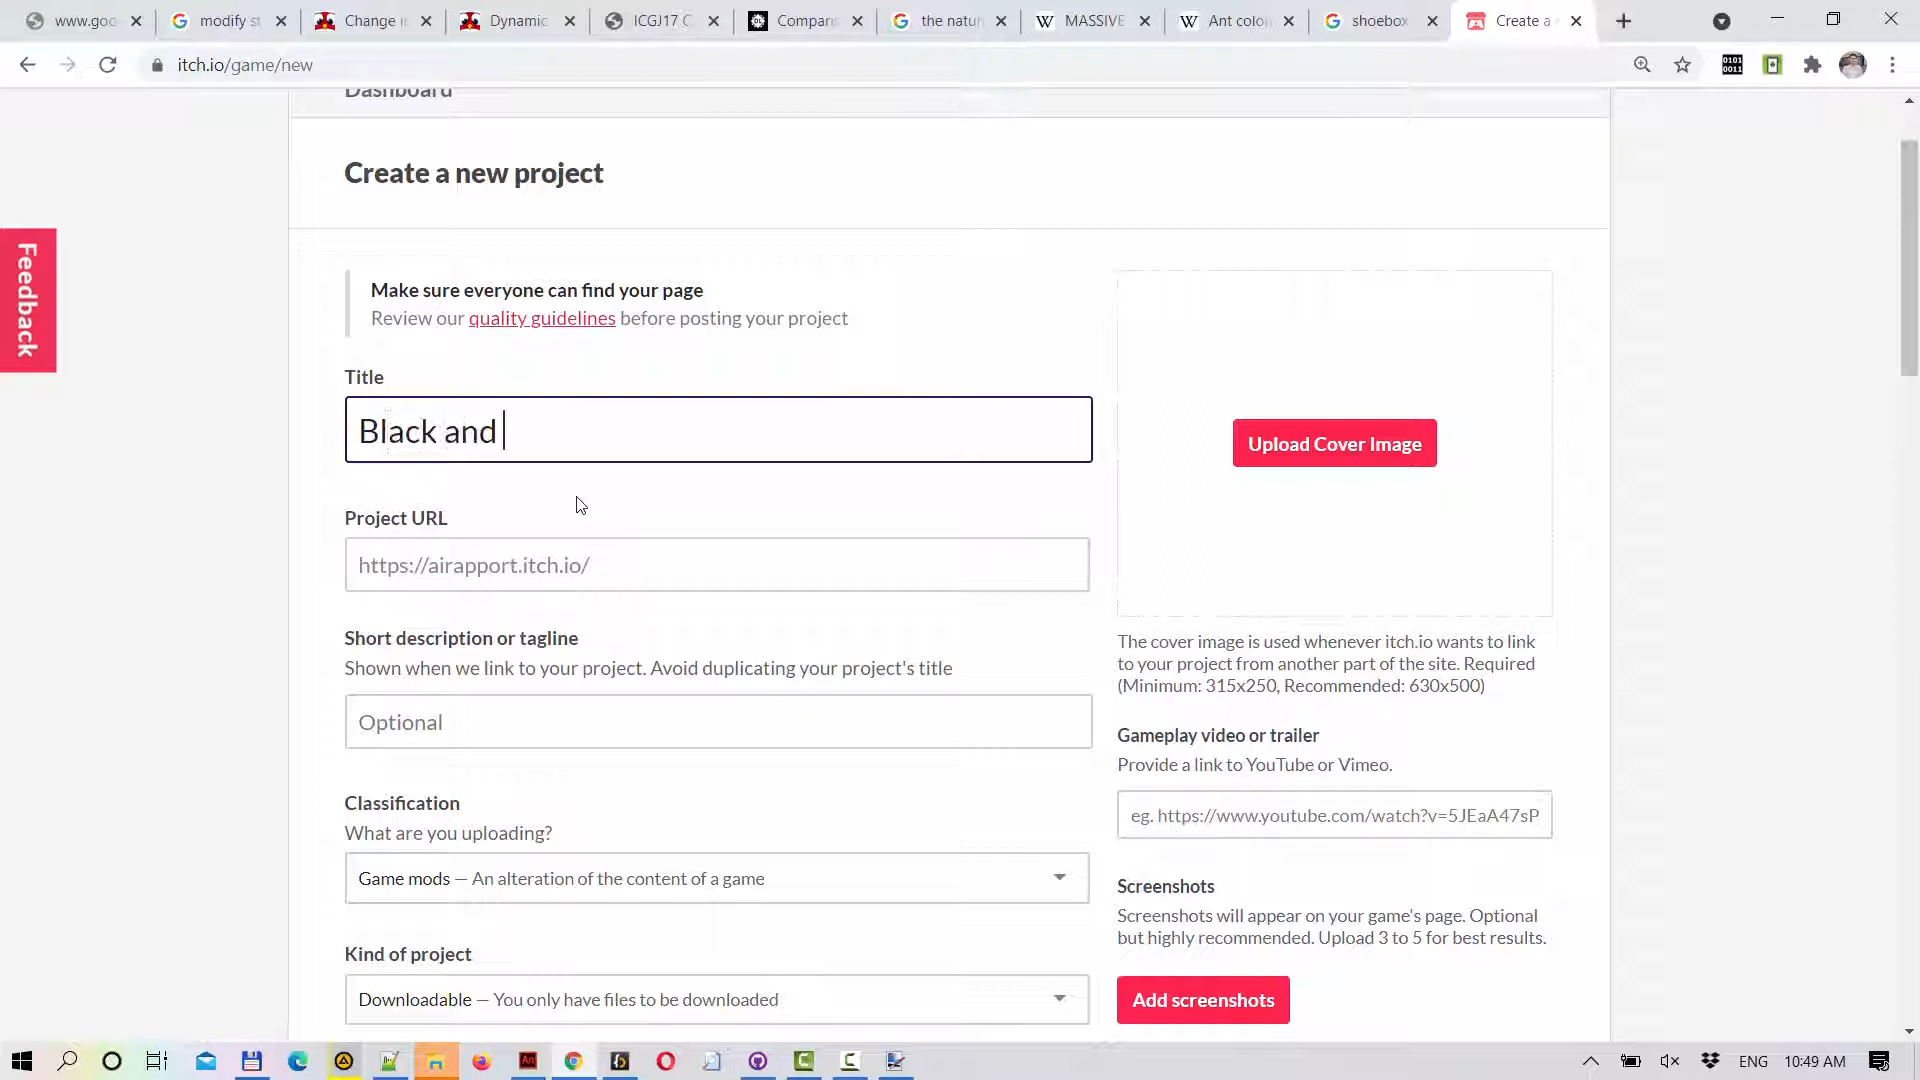 www.goo
modify st
Change i
Dynamic
ICGJ17 C
Comparis
the natur
MASSIVE
Ant color
shoebox
Create a
itch.io/game/new
Dashboard
Create a new project
Feedback
Make sure everyone can find your page
Review our quality guidelines before posting your project
Title
Black and
Upload Cover Image
Project URL
https://airapport.itch.io/
Short description or tagline
Shown when we link to your project. Avoid duplicating your project's title
Optional
The cover image is used whenever itch.io wants to link
to your project from another part of the site. Required
(Minimum: 315x250, Recommended: 630x500)
Gameplay video or trailer
Provide a link to YouTube or Vimeo.
eg. https://www.youtube.com/watch?v=5JEaA47sP
Classification
What are you uploading?
Game mods — An alteration of the content of a game
Screenshots
Screenshots will appear on your game's page. Optional
but highly recommended. Upload 3 to 5 for best results.
Kind of project
Downloadable — You only have files to be downloaded
Add screenshots
ENG
10:49 AM